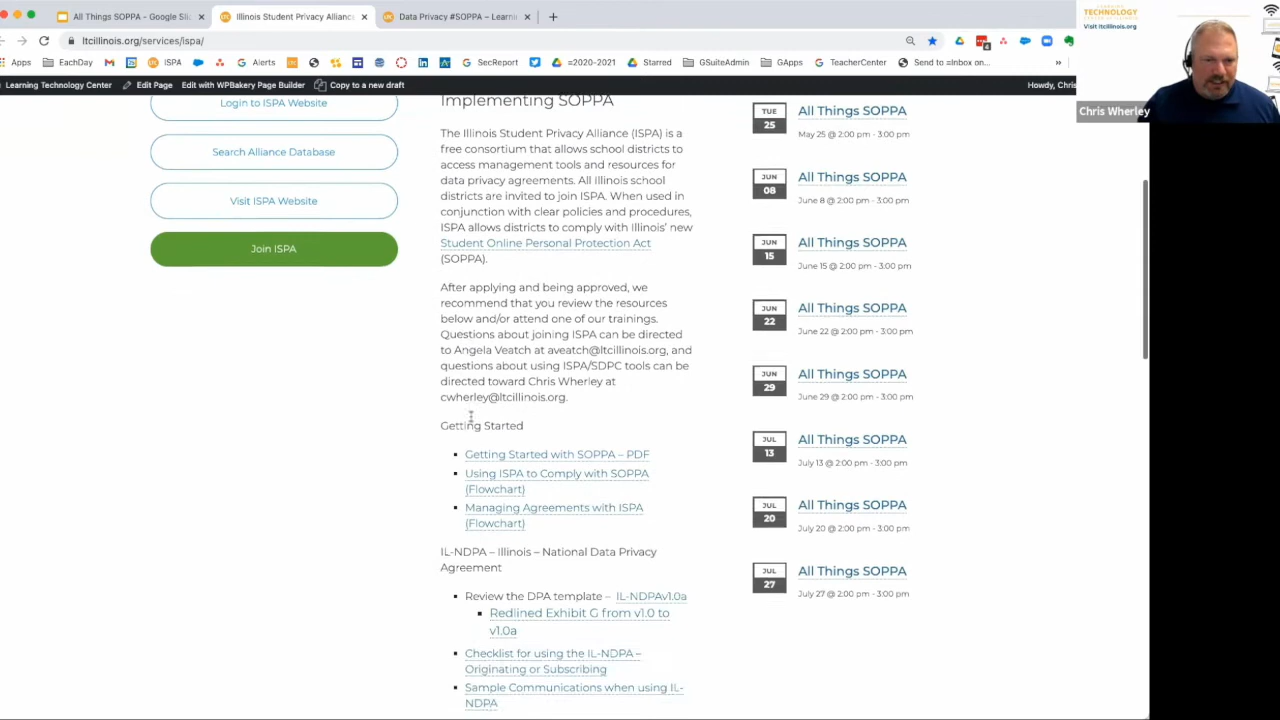 All Things SOPPA - Google Slid
Illinois Student Privacy Alliance
Data Privacy #SOPPA – Learni
ltcillinois.org/services/ispa/
Apps
EachDay
ISPA
Alerts
SecReport
=2020-2021
Starred
GSuiteAdmin
GApps
TeacherCenter
Send to =Inbook on...
Learning Technology Center
Edit Page
Edit with WPBakery Page Builder
Copy to a new draft
Howdy, Chris
TECHNOLOGY
Visit ltcillinois.org
Chris Wherley
Login to ISPA Website
Search Alliance Database
Visit ISPA Website
Join ISPA
Implementing SOPPA
The Illinois Student Privacy Alliance (ISPA) is a
free consortium that allows school districts to
access management tools and resources for
data privacy agreements. All Illinois school
districts are invited to join ISPA. When used in
conjunction with clear policies and procedures,
ISPA allows districts to comply with Illinois' new
Student Online Personal Protection Act
(SOPPA).
After applying and being approved, we
recommend that you review the resources
below and/or attend one of our trainings.
Questions about joining ISPA can be directed
to Angela Veatch at aveatch@ltcillinois.org, and
questions about using ISPA/SDPC tools can be
directed toward Chris Wherley at
cwherley@ltcillinois.org.
Getting Started
Getting Started with SOPPA – PDF
Using ISPA to Comply with SOPPA
(Flowchart)
Managing Agreements with ISPA
(Flowchart)
IL-NDPA – Illinois – National Data Privacy
Agreement
Review the DPA template – IL-NDPAv1.0a
Redlined Exhibit G from v1.0 to
v1.0a
Checklist for using the IL-NDPA –
Originating or Subscribing
Sample Communications when using IL-
NDPA
TUE
25
All Things SOPPA
May 25 @ 2:00 pm - 3:00 pm
JUN
08
All Things SOPPA
June 8 @ 2:00 pm - 3:00 pm
JUN
15
All Things SOPPA
June 15 @ 2:00 pm - 3:00 pm
JUN
22
All Things SOPPA
June 22 @ 2:00 pm - 3:00 pm
JUN
29
All Things SOPPA
June 29 @ 2:00 pm - 3:00 pm
JUL
13
All Things SOPPA
July 13 @ 2:00 pm - 3:00 pm
JUL
20
All Things SOPPA
July 20 @ 2:00 pm - 3:00 pm
JUL
27
All Things SOPPA
July 27 @ 2:00 pm - 3:00 pm